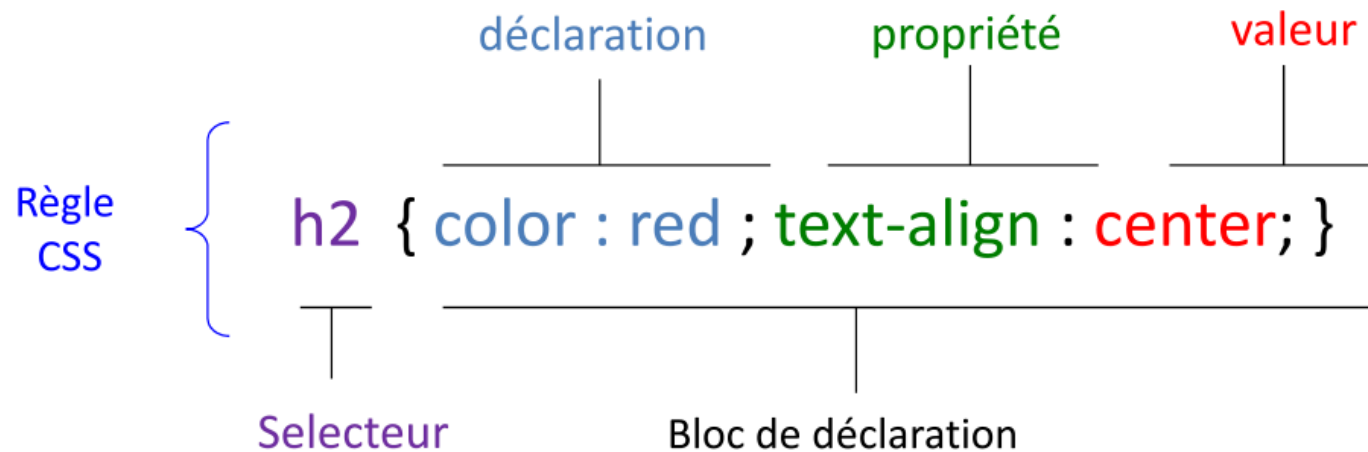 déclaration propriété valeur
Règle
CSS
h2 { color : red ; text-align : center; }
Selecteur Bloc de déclaration